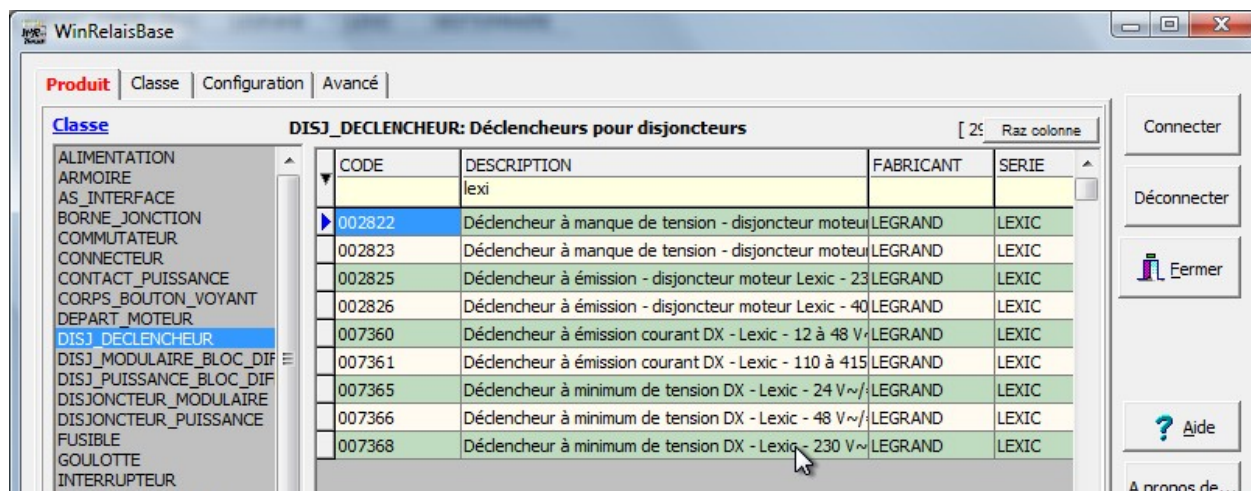 WinRelaisBase
Produit Classe Configuration Avancé
Classe
DISJ_DECLENCHEUR: Déclencheurs pour disjoncteurs [ 29 Raz colonne
ALIMENTATION
ARMOIRE
AS_INTERFACE
BORNE_JONCTION
COMMUTATEUR
CONNECTEUR
CONTACT_PUISSANCE
CORPS_BOUTON_VOYANT
DEPART_MOTEUR
DISJ_DECLENCHEUR
DISJ_MODULAIRE_BLOC_DIF
DISJ_PUISSANCE_BLOC_DIF
DISJONCTEUR_MODULAIRE
DISJONCTEUR_PUISSANCE
FUSIBLE
GOULOTTE
INTERRUPTEUR
CODE DESCRIPTION FABRICANT SERIE
lexi
002822 Déclencheur à manque de tension - disjoncteur moteur LEGRAND LEXIC
002823 Déclencheur à manque de tension - disjoncteur moteur LEGRAND LEXIC
002825 Déclencheur à émission - disjoncteur moteur Lexic - 23 LEGRAND LEXIC
002826 Déclencheur à émission - disjoncteur moteur Lexic - 40 LEGRAND LEXIC
007360 Déclencheur à émission courant DX - Lexic - 12 à 48 V~ LEGRAND LEXIC
007361 Déclencheur à émission courant DX - Lexic - 110 à 415 LEGRAND LEXIC
007365 Déclencheur à minimum de tension DX - Lexic - 24 V~/= LEGRAND LEXIC
007366 Déclencheur à minimum de tension DX - Lexic - 48 V~/= LEGRAND LEXIC
007368 Déclencheur à minimum de tension DX - Lexic - 230 V~ LEGRAND LEXIC
Connecter
Déconnecter
Fermer
? Aide
A propos de...